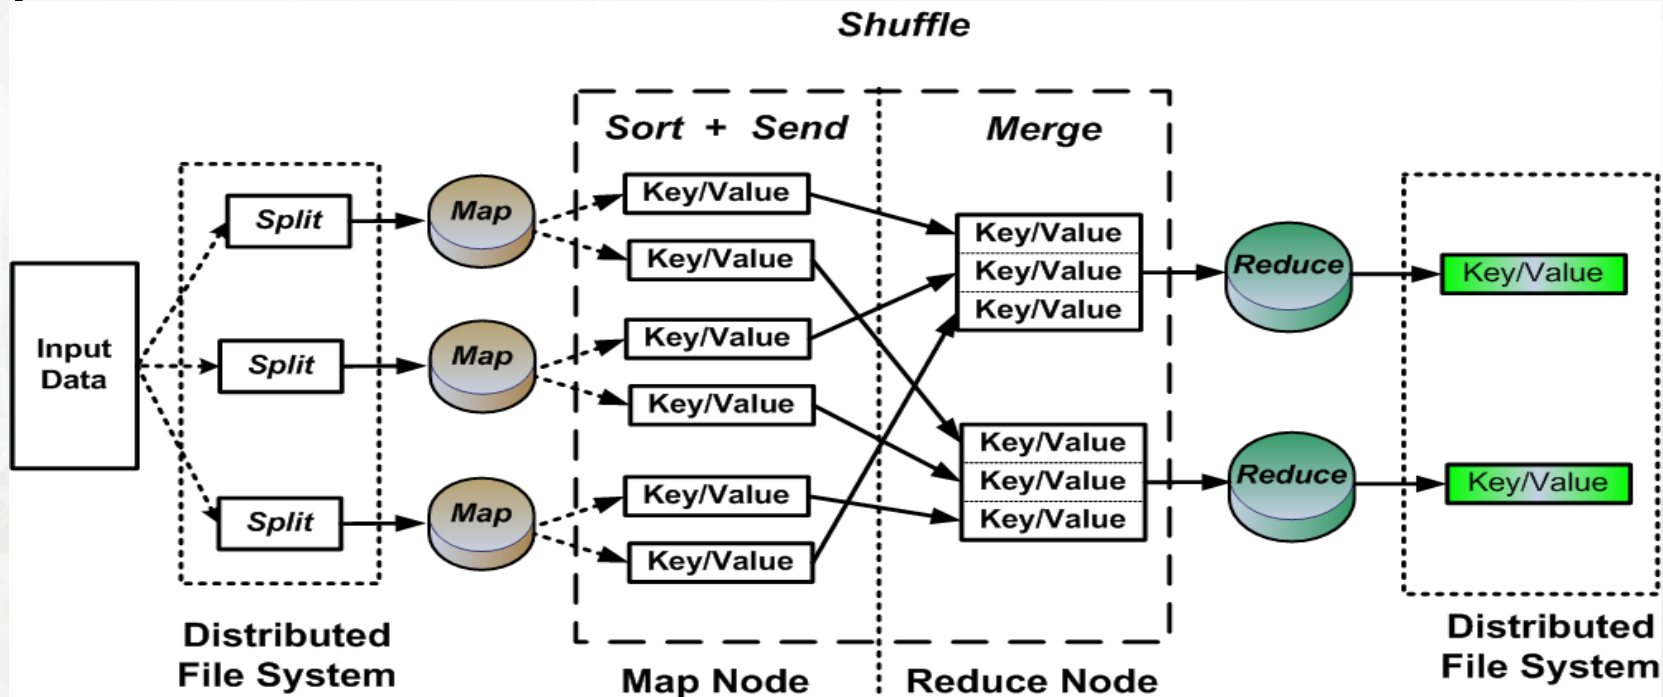 Shuffle
Sort + Send
Merge
Input
Data
Split
Split
Split
Distributed
File System
Map
Map
Map
Key/Value
Key/Value
Key/Value
Key/Value
Key/Value
Key/Value
Map Node
Key/Value
Key/Value
Key/Value
Key/Value
Key/Value
Key/Value
Reduce Node
Reduce
Reduce
Key/Value
Key/Value
Distributed
File System